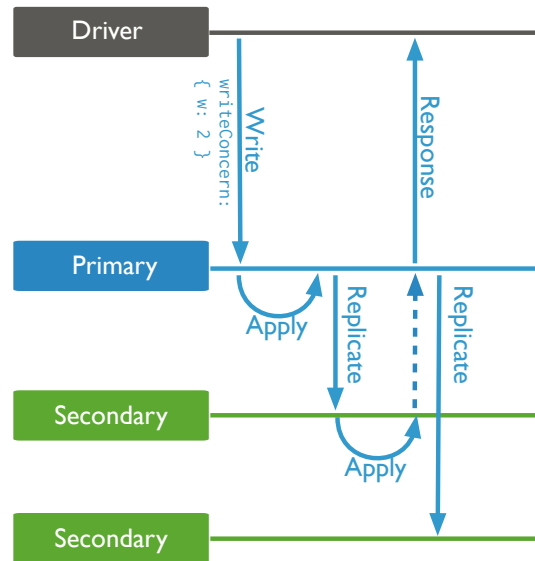 Driver
Write
writeConcern:
{ w: 2 }
Response
Primary
Apply
Replicate
Replicate
Secondary
Apply
Secondary